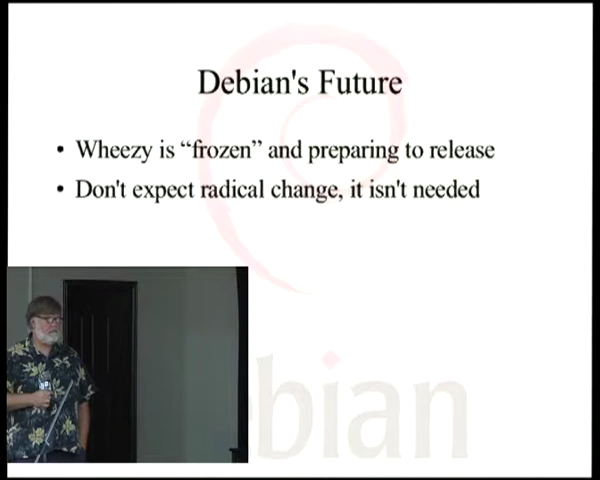 Debian's Future
• Wheezy is “frozen” and preparing to release
• Don't expect radical change, it isn't needed
bian